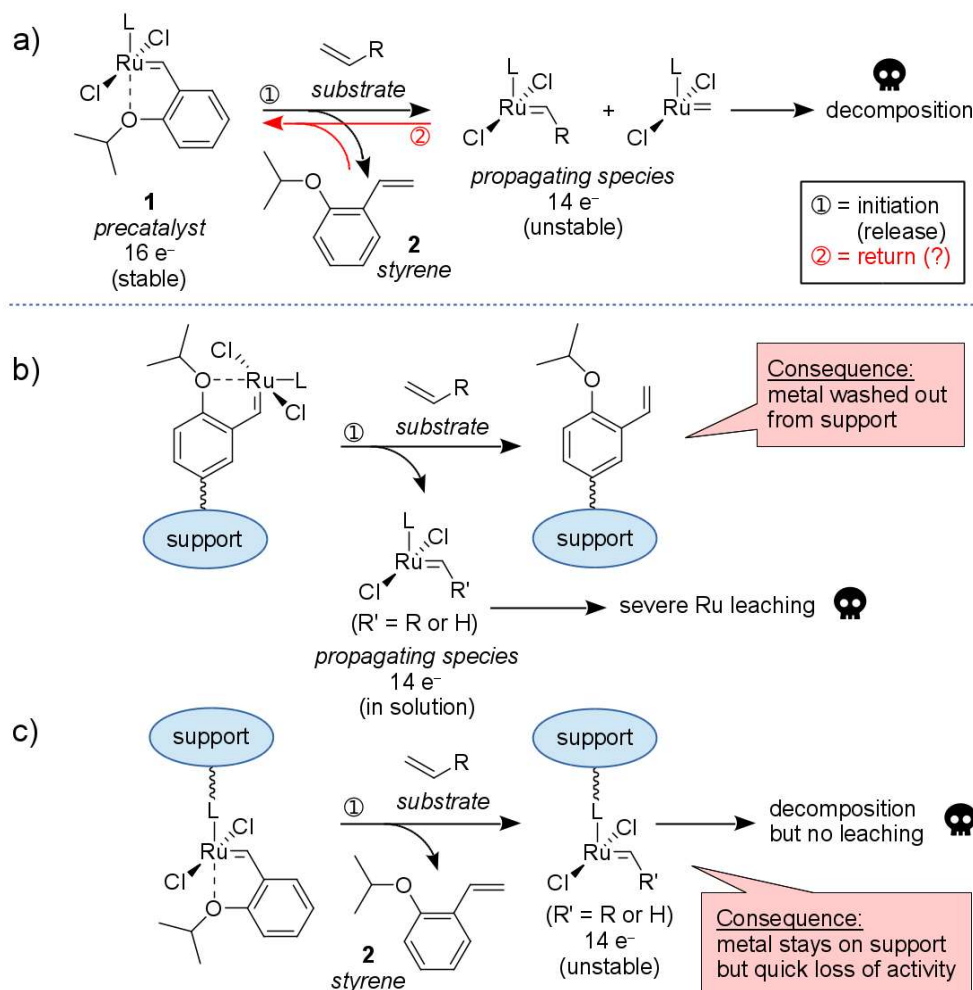 a)
L
Cl
Ru
Cl
O
1
precatalyst
16 e⁻
(stable)
R
① substrate
②
O
2
styrene
L
Cl
Ru
Cl
R
+
L
Cl
Ru
Cl
propagating species
14 e⁻
(unstable)
decomposition
① = initiation
(release)
② = return (?)
b)
Cl
O
Ru
L
Cl
support
R
① substrate
L
Cl
Ru
Cl
R'
(R' = R or H)
propagating species
14 e⁻
(in solution)
O
support
Consequence:
metal washed out
from support
severe Ru leaching
c)
support
L
Cl
Ru
Cl
O
R
① substrate
O
2
styrene
support
L
Cl
Ru
Cl
R'
(R' = R or H)
14 e⁻
(unstable)
decomposition
but no leaching
Consequence:
metal stays on support
but quick loss of activity